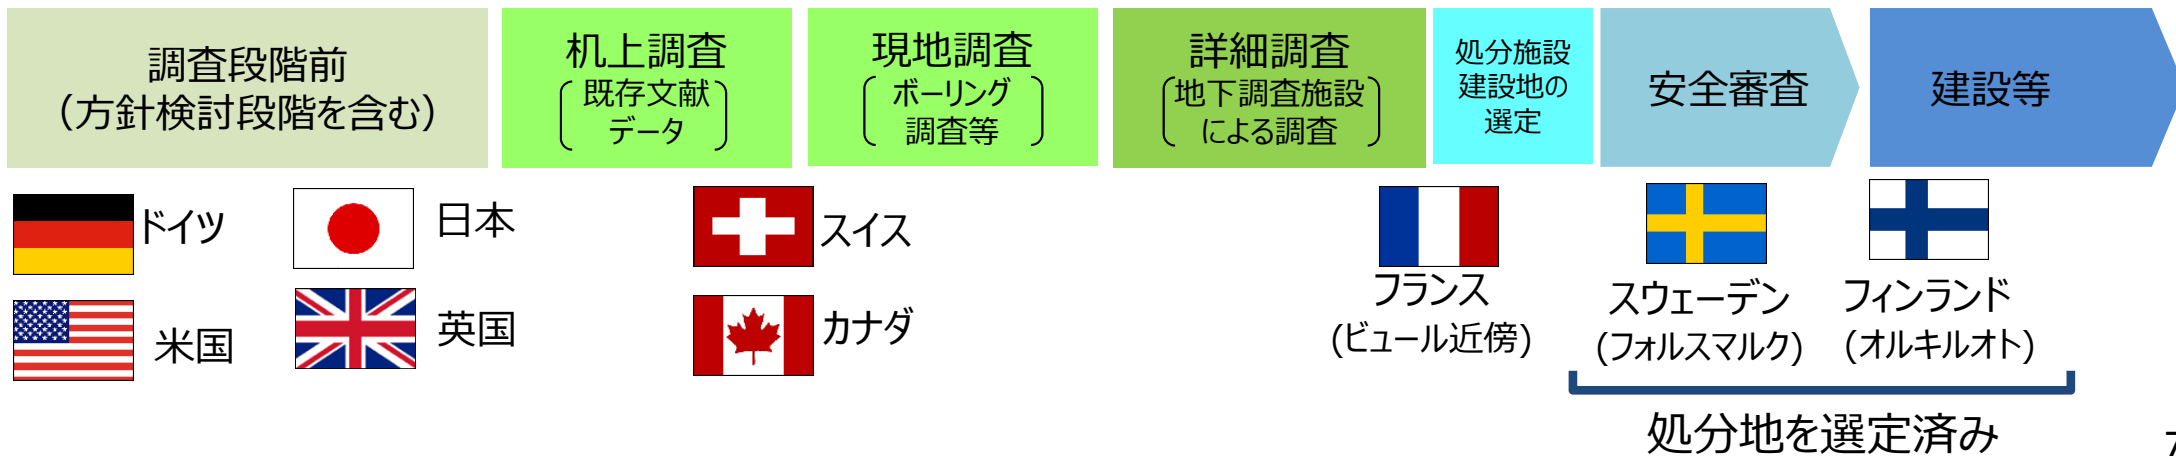 調査段階前
（方針検討段階を含む）
机上調査
既存文献
データ
現地調査
ボーリング
調査等
詳細調査
地下調査施設
による調査
処分施設
建設地の
選定
安全審査
建設等
ドイツ
日本
スイス
米国
英国
カナダ
フランス
(ビュール近傍)
スウェーデン
(フォルスマルク)
フィンランド
(オルキルオト)
処分地を選定済み